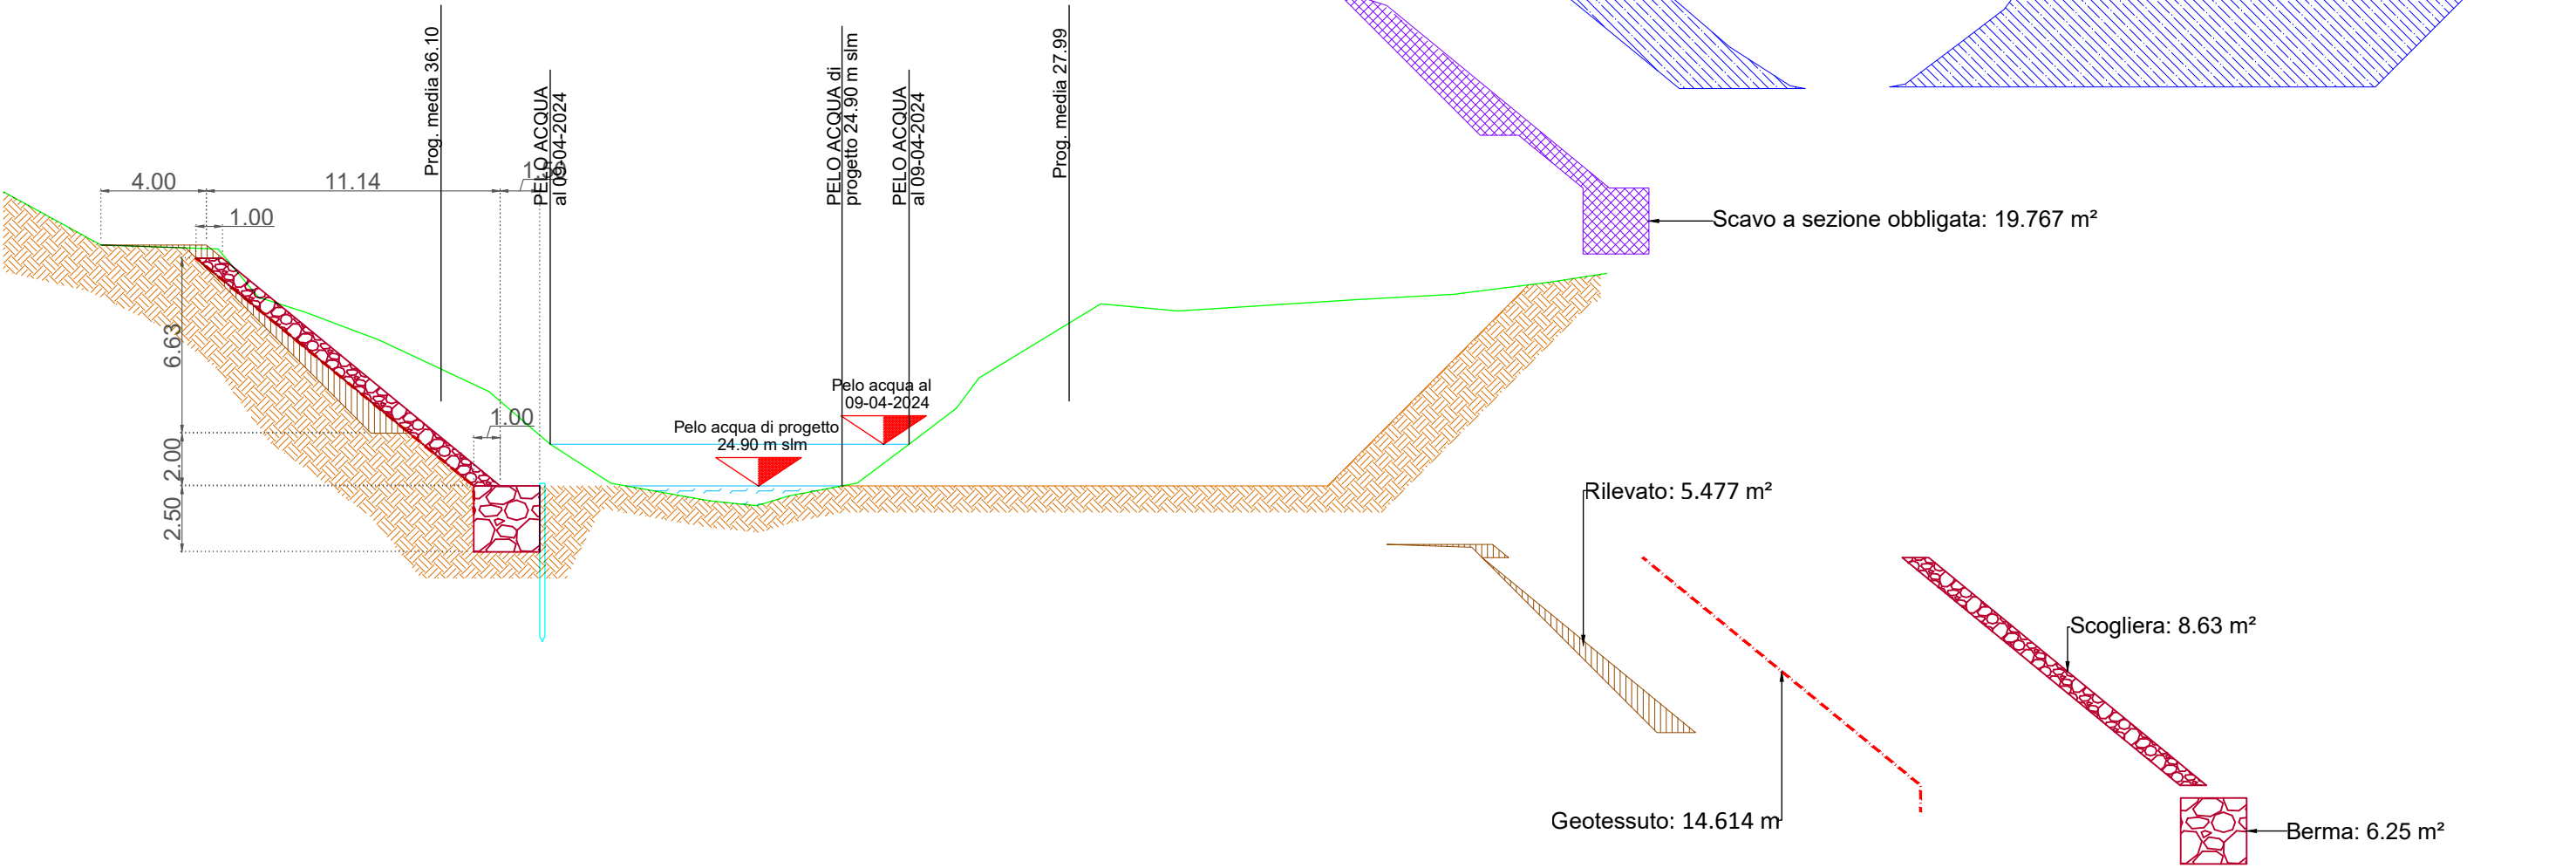 Prog. media 36.10
PELO ACQUA
al 09-04-2024
PELO ACQUA di
progetto 24.90 m slm
PELO ACQUA
al 09-04-2024
Prog. media 27.99
4.00
11.14
1.50
1.00
Scavo a sezione obbligata: 19.767 m²
6.63
2.00
2.50
1.00
Pelo acqua al
09-04-2024
Pelo acqua di progetto
24.90 m slm
Rilevato: 5.477 m²
Scogliera: 8.63 m²
Geotessuto: 14.614 m
Berma: 6.25 m²